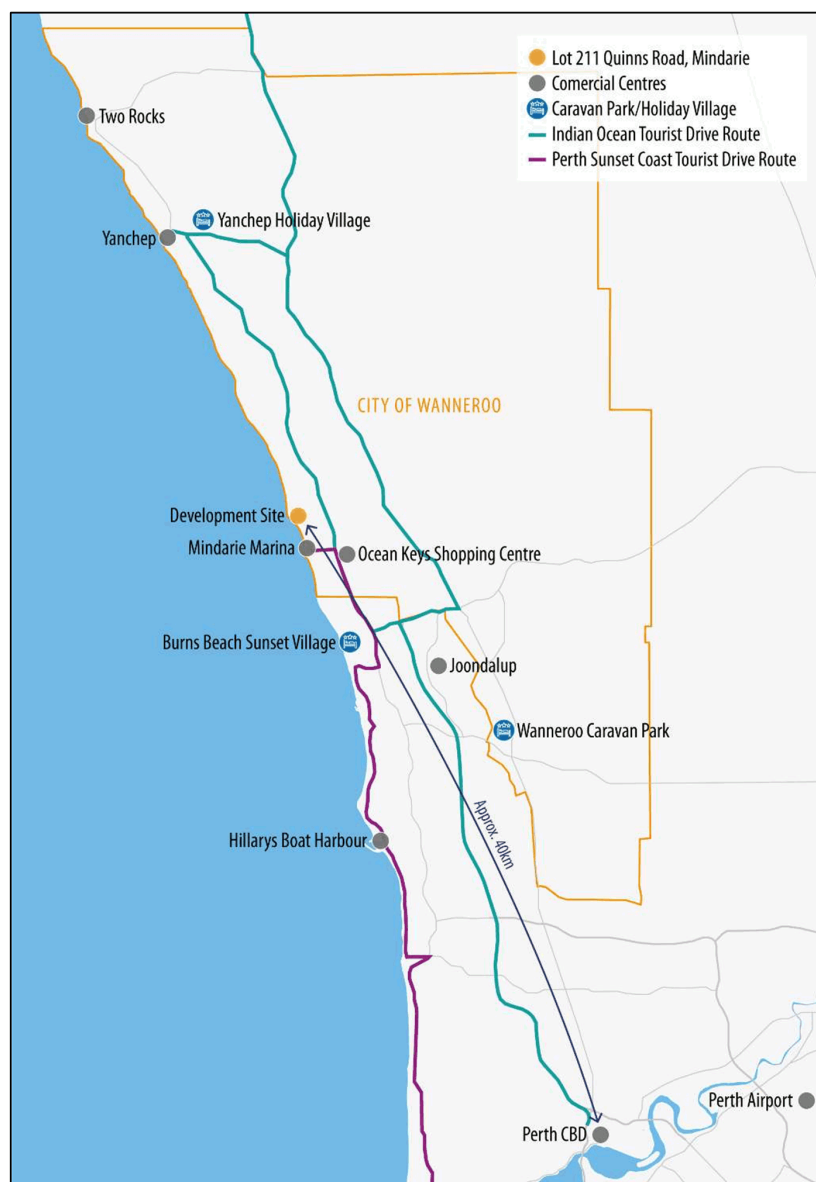 Lot 211 Quinns Road, Mindarie
Comercial Centres
Caravan Park/Holiday Village
Indian Ocean Tourist Drive Route
Perth Sunset Coast Tourist Drive Route
Two Rocks
Yanchep Holiday Village
Yanchep
CITY OF WANNEROO
Development Site
Mindarie Marina
Ocean Keys Shopping Centre
Burns Beach Sunset Village
Joondalup
Wanneroo Caravan Park
Approx. 40km
Hillarys Boat Harbour
Perth Airport
Perth CBD